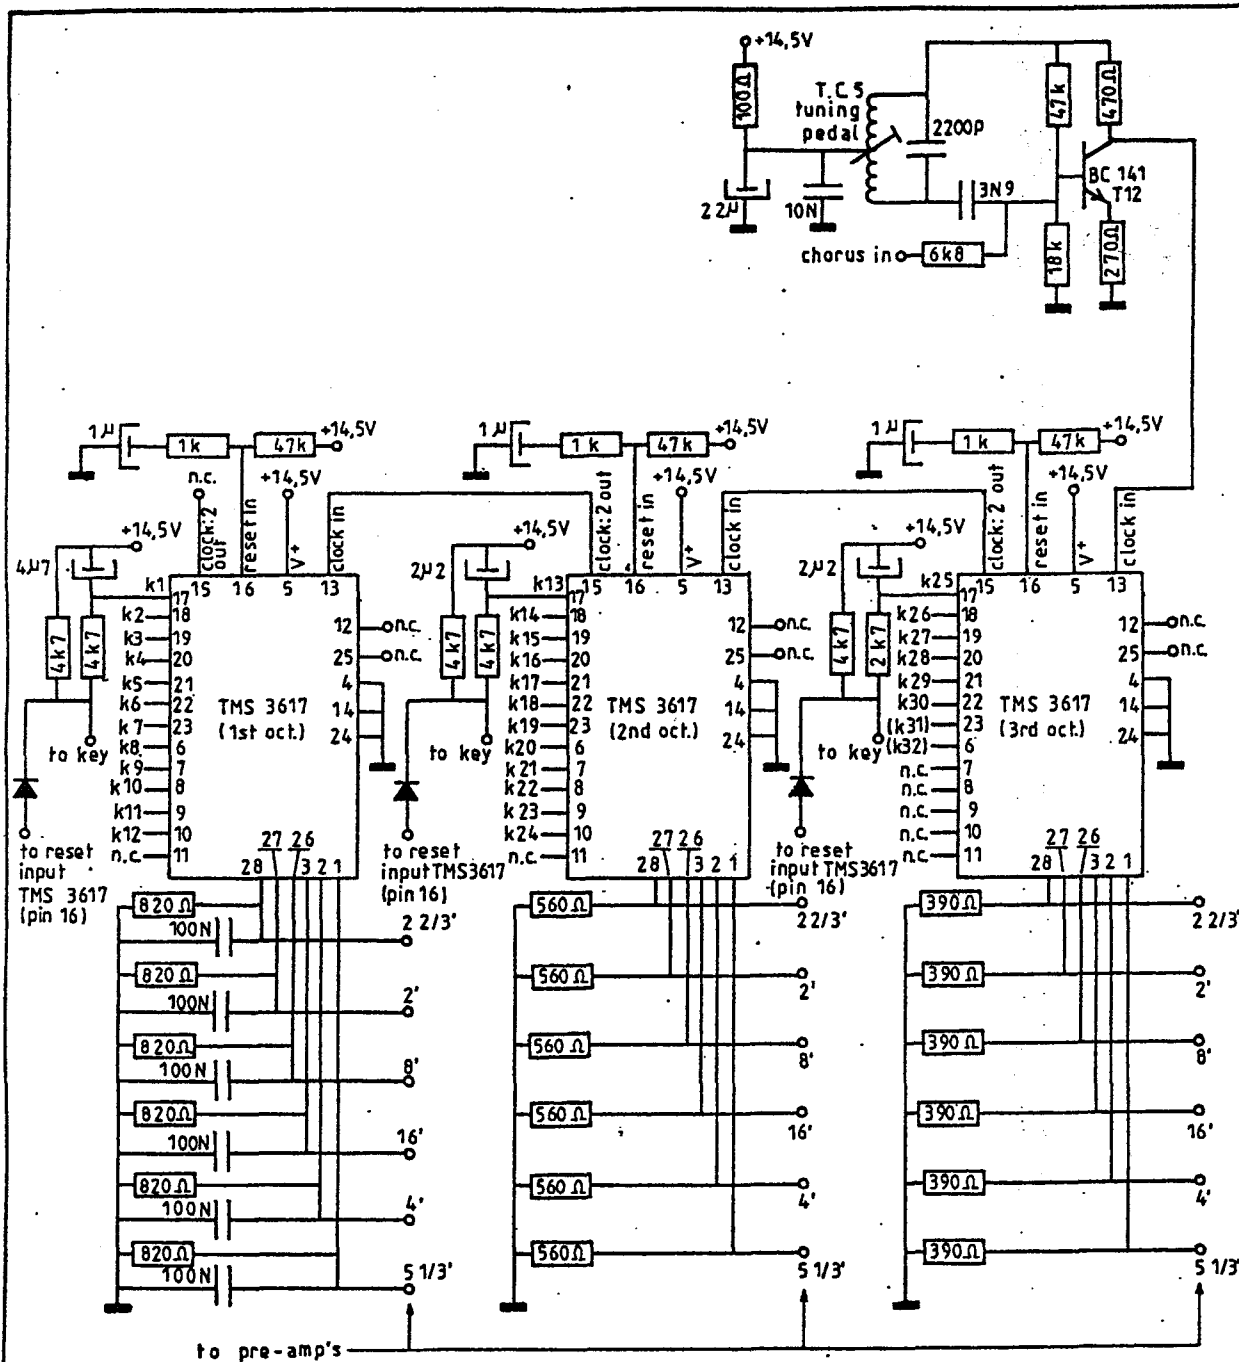 +14,5V
100Ω
T.C.5
tuning
pedal
2200P
47k
470Ω
22µ
10N
3N9
BC 141
T12
chorus in
6k8
18k
270Ω
1µ
1k
47k
+14,5V
1µ
1k
47k
+14,5V
1µ
1k
47k
+14,5V
n.c.
+14,5V
+14,5V
+14,5V
clock:2 out
reset in
V+
clock in
clock:2 out
reset in
V+
clock in
clock:2 out
reset in
V+
clock in
+14,5V
4µ7
4k7
4k7
k1
17
15
16
5
13
k2
18
k3
19
k4
20
k5
21
k6
22
k7
23
k8
6
k9
7
k10
8
k11
9
k12
10
n.c.
11
12
n.c.
25
n.c.
4
14
24
TMS 3617
(1st oct.)
to key
to reset
input
TMS 3617
(pin 16)
27
26
28
3
2
1
+14,5V
2µ2
4k7
4k7
k13
17
15
16
5
13
k14
18
k15
19
k16
20
k17
21
k18
22
k19
23
k20
6
k21
7
k22
8
k23
9
k24
10
n.c.
11
12
n.c.
25
n.c.
4
14
24
TMS 3617
(2nd oct.)
to key
to reset
input TMS3617
(pin 16)
27
26
28
3
2
1
+14,5V
2µ2
4k7
2k7
k25
17
15
16
5
13
k26
18
k27
19
k28
20
k29
21
k30
22
(k31)
23
(k32)
6
n.c.
7
n.c.
8
n.c.
9
n.c.
10
n.c.
11
12
n.c.
25
n.c.
4
14
24
TMS 3617
(3rd oct.)
to key
to reset
input TMS3617
(pin 16)
27
26
28
3
2
1
820Ω
100N
2 2/3'
820Ω
100N
2'
820Ω
100N
8'
820Ω
100N
16'
820Ω
100N
4'
820Ω
100N
5 1/3'
560Ω
2 2/3'
560Ω
2'
560Ω
8'
560Ω
16'
560Ω
4'
560Ω
5 1/3'
390Ω
2 2/3'
390Ω
2'
390Ω
8'
390Ω
16'
390Ω
4'
390Ω
5 1/3'
to pre-amp's